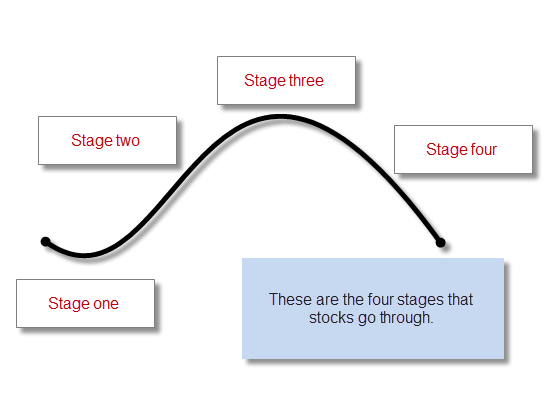 Stage three
Stage two
Stage four
Stage one
These are the four stages that
stocks go through.